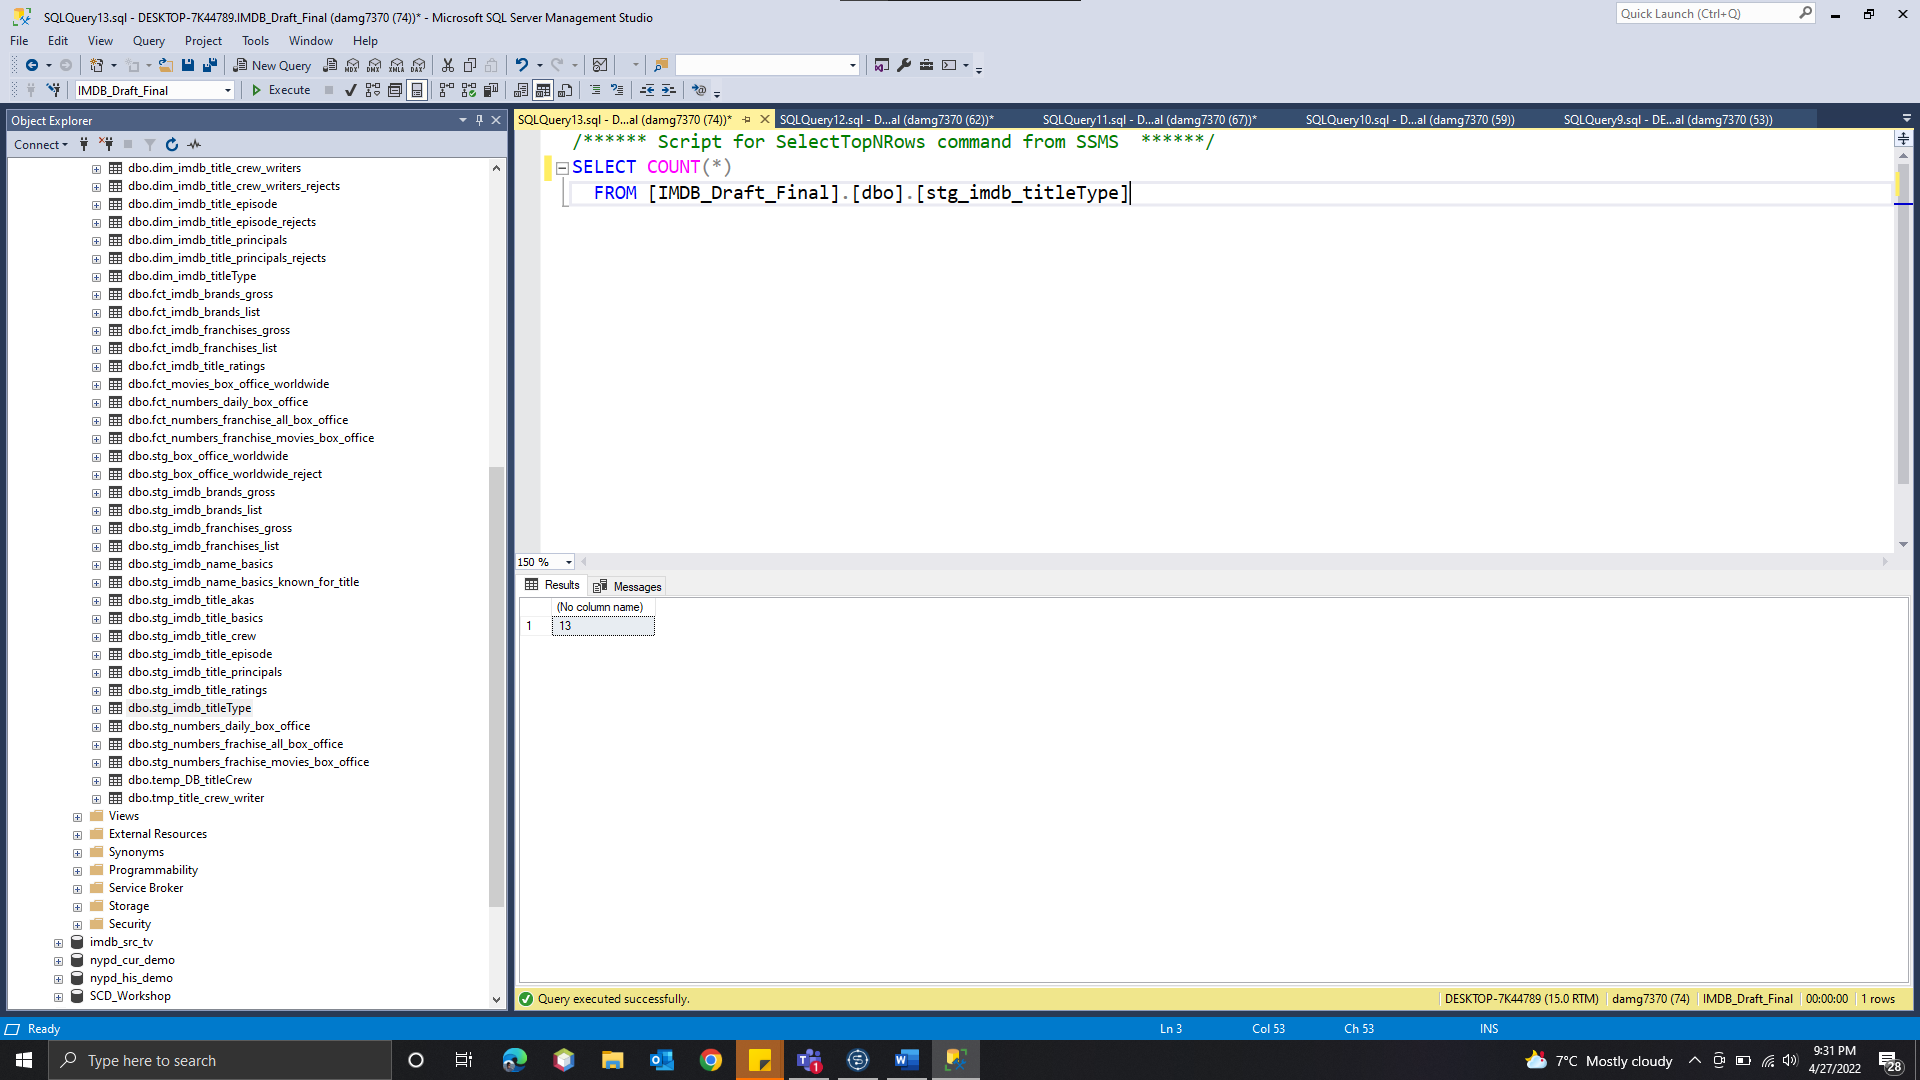 SQLQuery13.sql - DESKTOP-7K44789.IMDB_Draft_Final (damg7370 (74))* - Microsoft SQL Server Management Studio
Quick Launch (Ctrl+Q)
File Edit View Query Project Tools Window Help
New Query
MDX DMX XMLA DAX
IMDB_Draft_Final
Execute
Object Explorer
Connect
dbo.dim_imdb_title_crew_writers
dbo.dim_imdb_title_crew_writers_rejects
dbo.dim_imdb_title_episode
dbo.dim_imdb_title_episode_rejects
dbo.dim_imdb_title_principals
dbo.dim_imdb_title_principals_rejects
dbo.dim_imdb_titleType
dbo.fct_imdb_brands_gross
dbo.fct_imdb_brands_list
dbo.fct_imdb_franchises_gross
dbo.fct_imdb_franchises_list
dbo.fct_imdb_title_ratings
dbo.fct_movies_box_office_worldwide
dbo.fct_numbers_daily_box_office
dbo.fct_numbers_franchise_all_box_office
dbo.fct_numbers_franchise_movies_box_office
dbo.stg_box_office_worldwide
dbo.stg_box_office_worldwide_reject
dbo.stg_imdb_brands_gross
dbo.stg_imdb_brands_list
dbo.stg_imdb_franchises_gross
dbo.stg_imdb_franchises_list
dbo.stg_imdb_name_basics
dbo.stg_imdb_name_basics_known_for_title
dbo.stg_imdb_title_akas
dbo.stg_imdb_title_basics
dbo.stg_imdb_title_crew
dbo.stg_imdb_title_episode
dbo.stg_imdb_title_principals
dbo.stg_imdb_title_ratings
dbo.stg_imdb_titleType
dbo.stg_numbers_daily_box_office
dbo.stg_numbers_frachise_all_box_office
dbo.stg_numbers_frachise_movies_box_office
dbo.temp_DB_titleCrew
dbo.tmp_title_crew_writer
Views
External Resources
Synonyms
Programmability
Service Broker
Storage
Security
imdb_src_tv
nypd_cur_demo
nypd_his_demo
SCD_Workshop
SQLQuery13.sql - D...al (damg7370 (74))* SQLQuery12.sql - D...al (damg7370 (62))* SQLQuery11.sql - D...al (damg7370 (67))* SQLQuery10.sql - D...al (damg7370 (59)) SQLQuery9.sql - DE...al (damg7370 (53))
/****** Script for SelectTopNRows command from SSMS ******/
SELECT COUNT(*)
FROM [IMDB_Draft_Final].[dbo].[stg_imdb_titleType]
150 %
Results Messages
(No column name)
1 13
Query executed successfully. DESKTOP-7K44789 (15.0 RTM) damg7370 (74) IMDB_Draft_Final 00:00:00 1 rows
Ready Ln 3 Col 53 Ch 53 INS
Type here to search
1
7°C Mostly cloudy
9:31 PM
4/27/2022
28